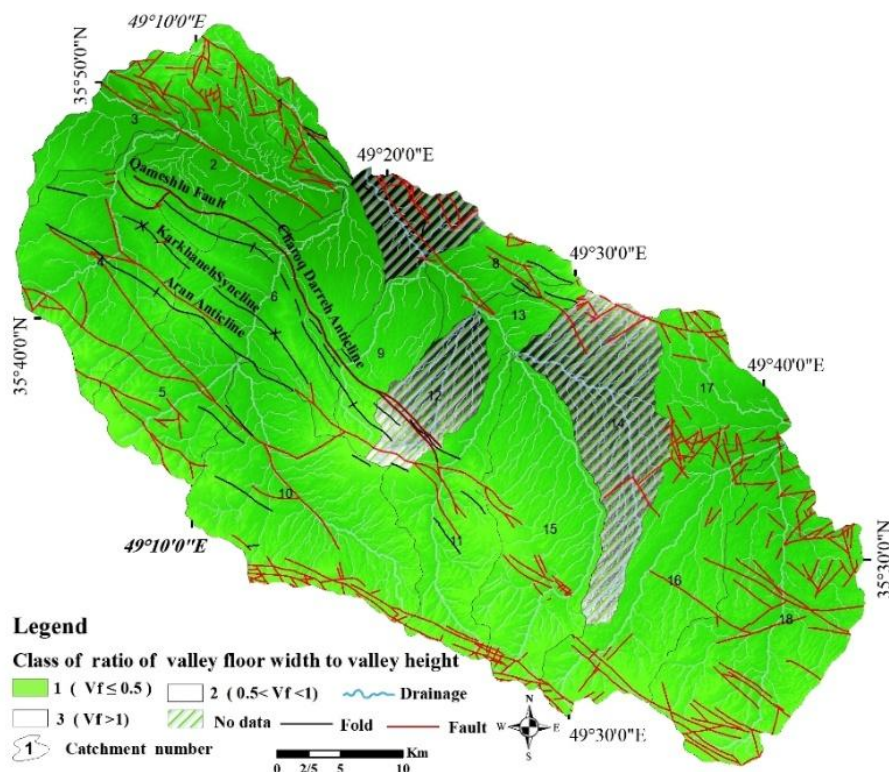 49°10'0"E
35°50'0"N
1
3
2
49°20'0"E
Qameshlu Fault
7
49°30'0"E
8
Karkhaneh Syncline
Charoq Darreh Anticline
4
Aran Anticline
6
13
35°40'0"N
9
49°40'0"E
17
5
12
14
10
49°10'0"E
11
15
35°30'0"N
16
18
Legend
Class of ratio of valley floor width to valley height
1 ( Vf ≤ 0.5 )
2 ( 0.5< Vf <1)
Drainage
3 ( Vf >1)
No data
Fold
Fault
1 Catchment number
N
W E
S
49°30'0"E
Km
0 2/5 5 10